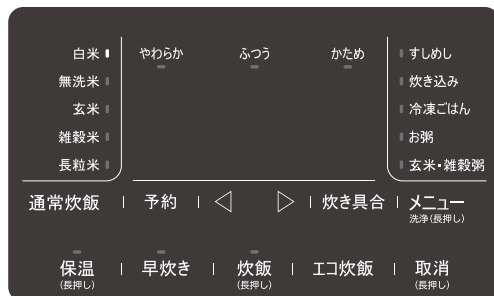 白米 やわらか ふつう かため すしめし
無洗米 炊き込み
玄米 冷凍ごはん
雑穀米 お粥
長粒米 玄米・雑穀粥
通常炊飯 予約 ◁ ▷ 炊き具合 メニュー
洗浄(長押し)
保温 早炊き 炊飯 エコ炊飯 取消
(長押し) (長押し) (長押し)